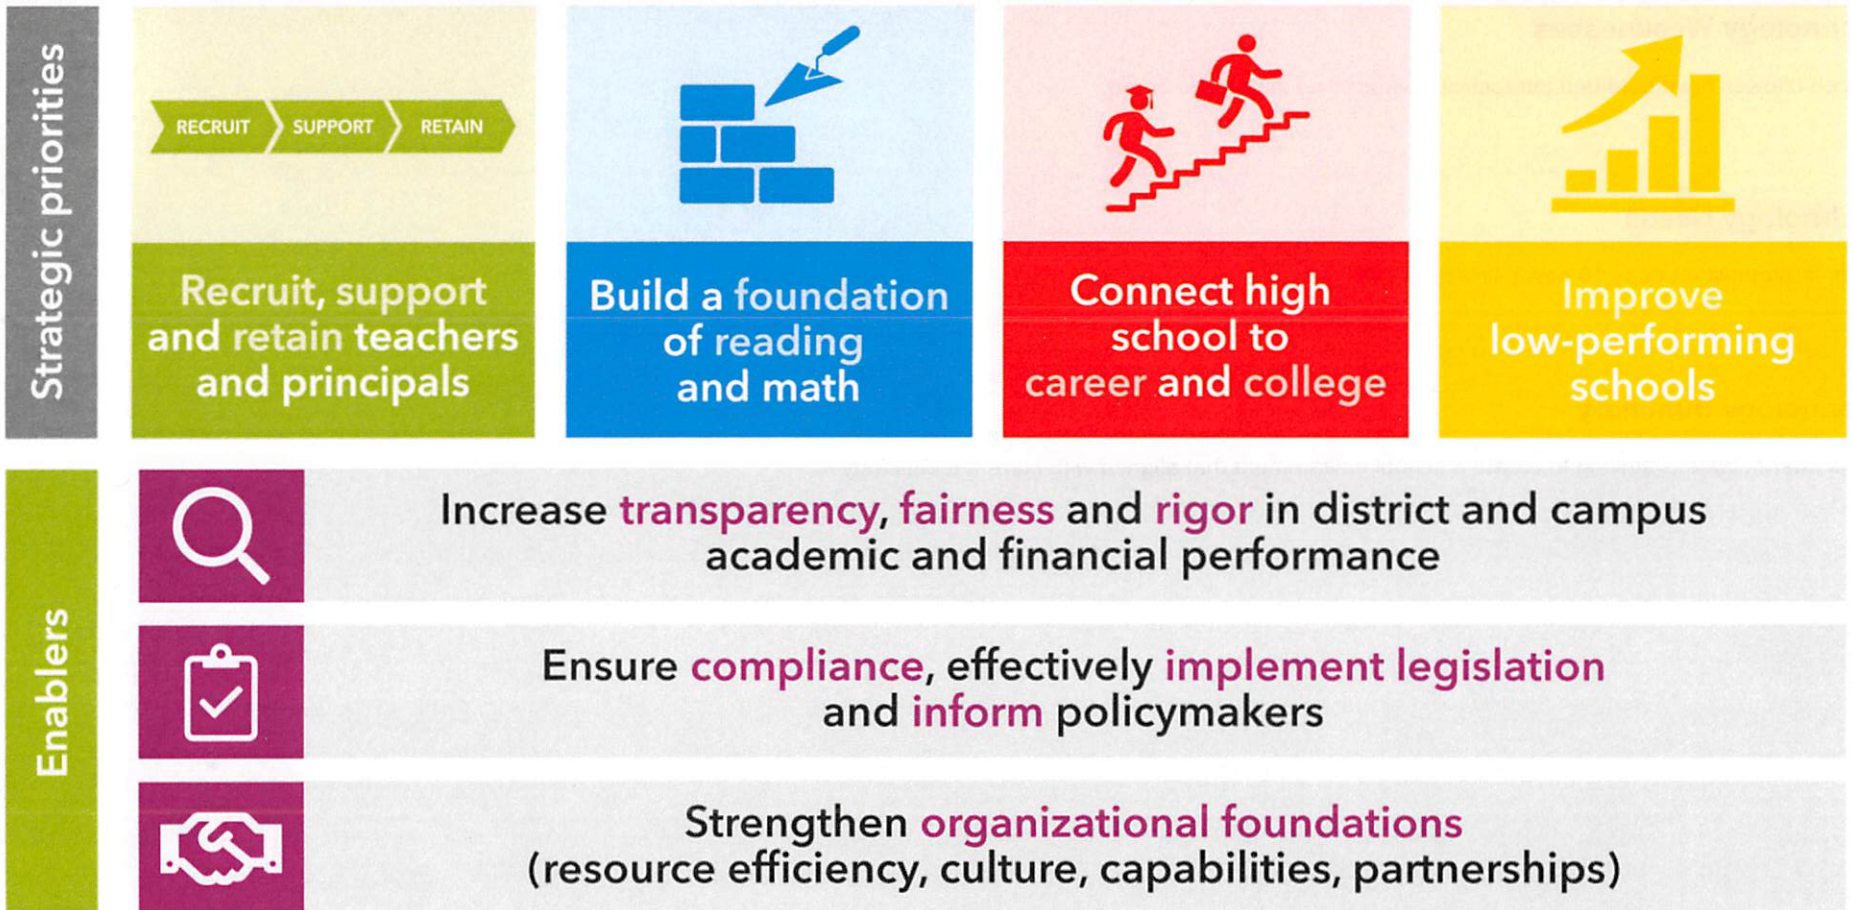 Strategic priorities
RECRUIT
SUPPORT
RETAIN
Recruit, support
and retain teachers
and principals
Build a foundation
of reading
and math
Connect high
school to
career and college
Improve
low-performing
schools
Enablers
Increase transparency, fairness and rigor in district and campus
academic and financial performance
Ensure compliance, effectively implement legislation
and inform policymakers
Strengthen organizational foundations
(resource efficiency, culture, capabilities, partnerships)